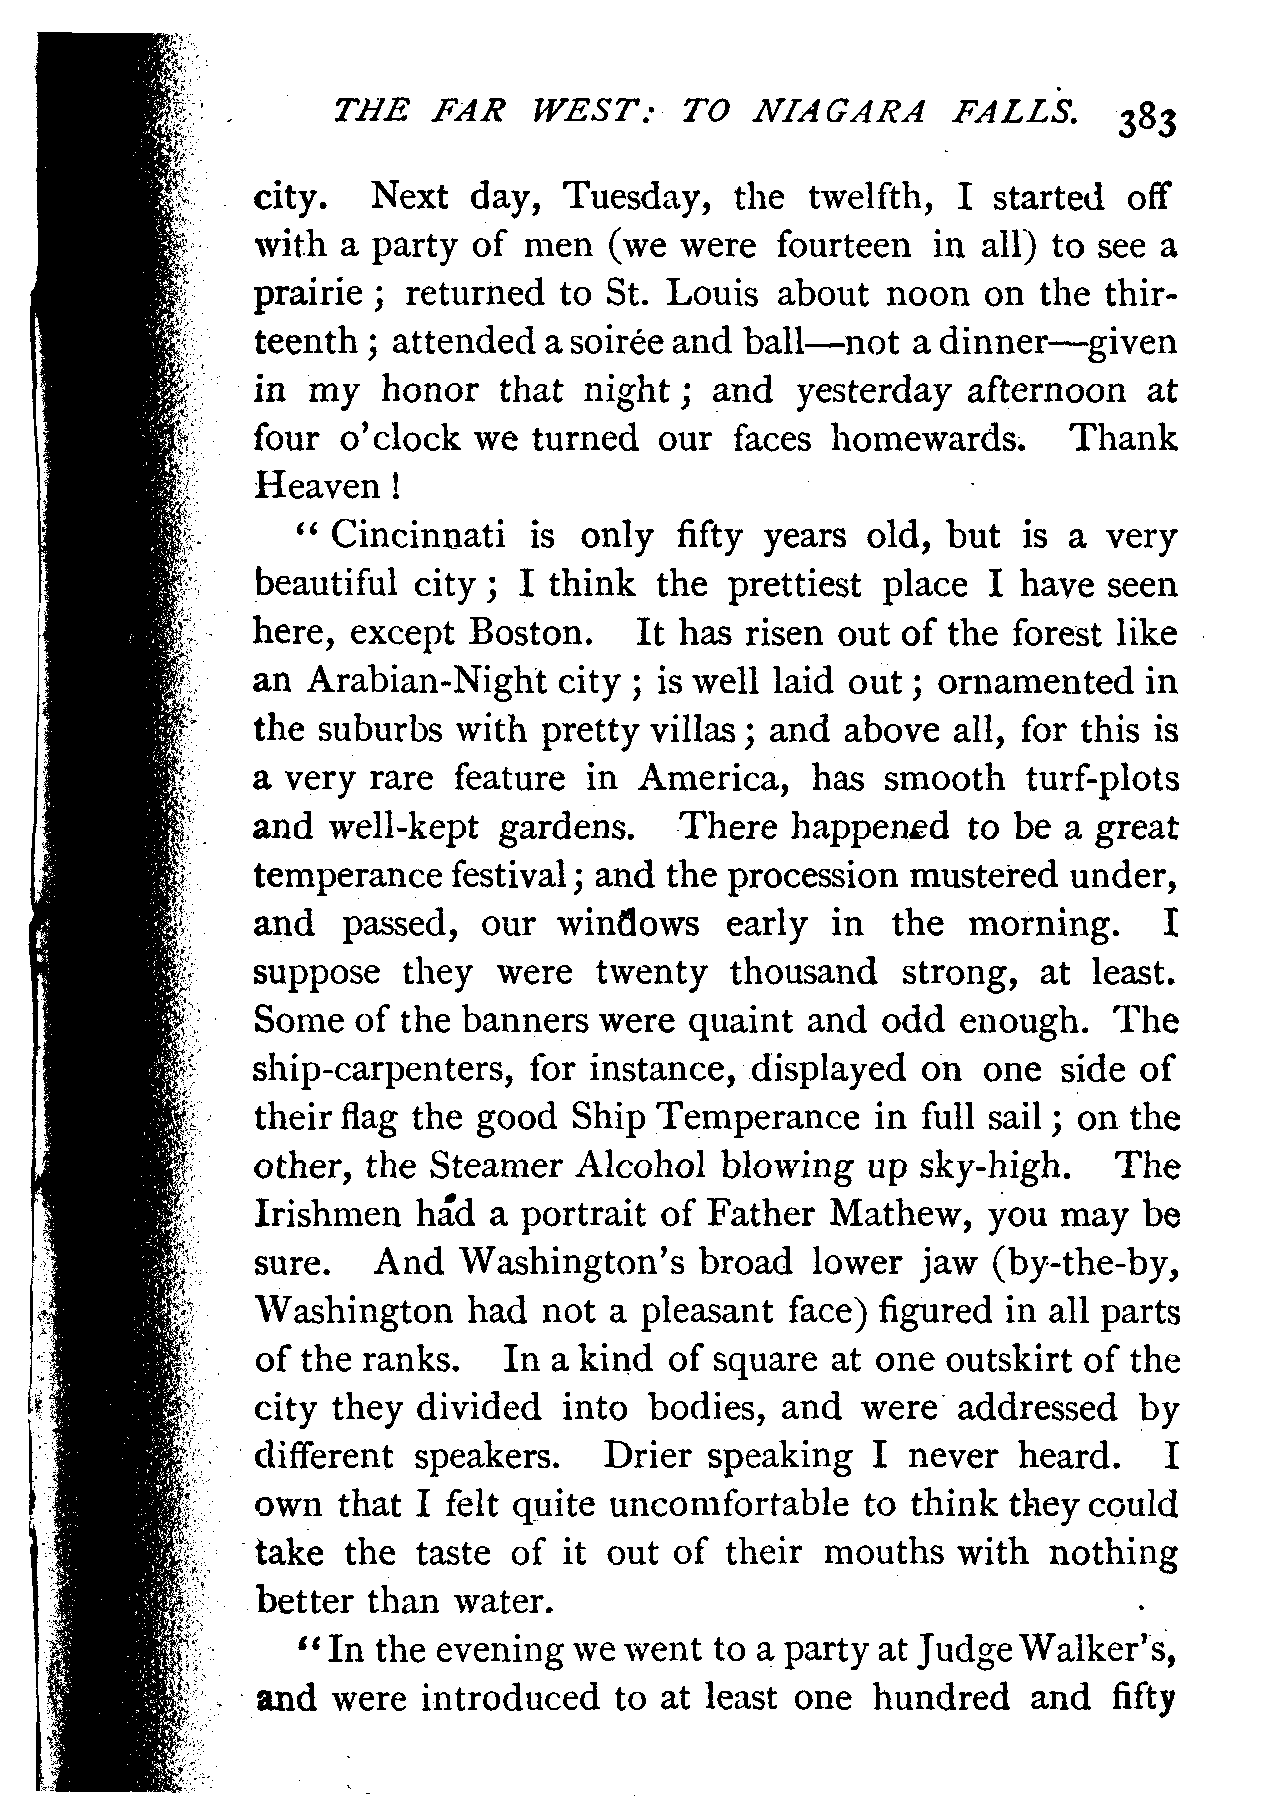 THE FAR WEST: TO NIAGARA FALLS. 383
city. Next day, Tuesday, the twelfth, I started off
with a party of men (we were fourteen in all) to see a
prairie ; returned to St. Louis about noon on the thir-
teenth ; attended a soirée and ball—not a dinner—given
in my honor that night ; and yesterday afternoon at
four o'clock we turned our faces homewards. Thank
Heaven !
“ Cincinnati is only fifty years old, but is a very
beautiful city ; I think the prettiest place I have seen
here, except Boston. It has risen out of the forest like
an Arabian-Night city ; is well laid out ; ornamented in
the suburbs with pretty villas ; and above all, for this is
a very rare feature in America, has smooth turf-plots
and well-kept gardens. There happened to be a great
temperance festival ; and the procession mustered under,
and passed, our windows early in the morning. I
suppose they were twenty thousand strong, at least.
Some of the banners were quaint and odd enough. The
ship-carpenters, for instance, displayed on one side of
their flag the good Ship Temperance in full sail ; on the
other, the Steamer Alcohol blowing up sky-high. The
Irishmen had a portrait of Father Mathew, you may be
sure. And Washington's broad lower jaw (by-the-by,
Washington had not a pleasant face) figured in all parts
of the ranks. In a kind of square at one outskirt of the
city they divided into bodies, and were addressed by
different speakers. Drier speaking I never heard. I
own that I felt quite uncomfortable to think they could
take the taste of it out of their mouths with nothing
better than water.
“ In the evening we went to a party at Judge Walker's,
and were introduced to at least one hundred and fifty